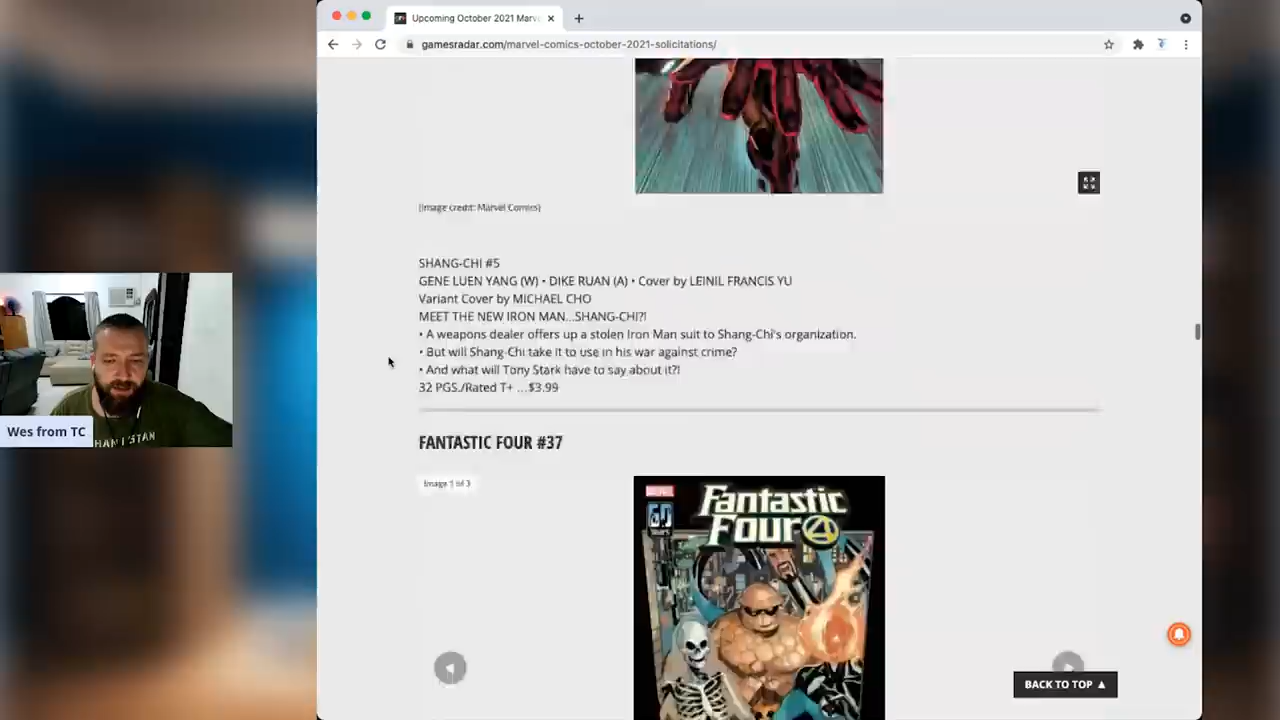 Upcoming October 2021 Marv
gamesradar.com/marvel-comics-october-2021-solicitations/
(Image credit: Marvel Comics)
SHANG-CHI #5
GENE LUEN YANG (W) • DIKE RUAN (A) • Cover by LEINIL FRANCIS YU
Variant Cover by MICHAEL CHO
MEET THE NEW IRON MAN...SHANG-CHI?!
• A weapons dealer offers up a stolen Iron Man suit to Shang-Chi's organization.
• But will Shang-Chi take it to use in his war against crime?
• And what will Tony Stark have to say about it?!
32 PGS./Rated T+ ...$3.99
FANTASTIC FOUR #37
Image 1 of 3
MARVEL
60
YEARS
Fantastic
Four
4
BACK TO TOP ▲
Wes from TC